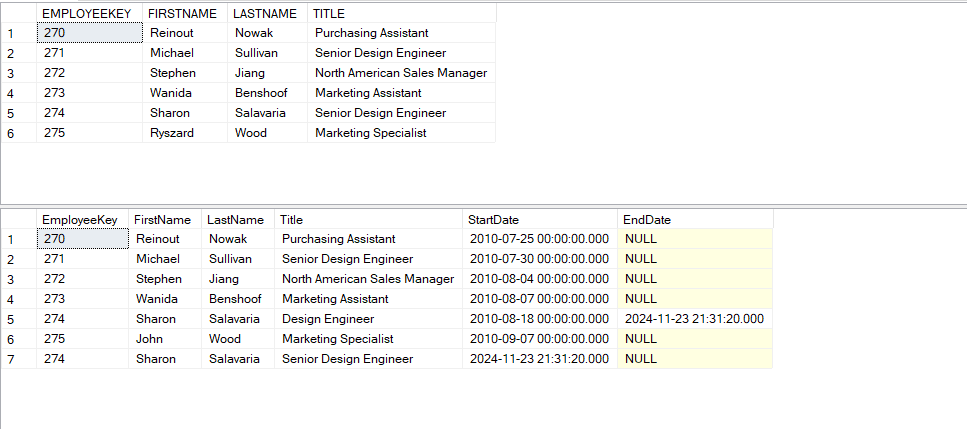 EMPLOYEEKEY FIRSTNAME LASTNAME TITLE
1 270 Reinout Nowak Purchasing Assistant
2 271 Michael Sullivan Senior Design Engineer
3 272 Stephen Jiang North American Sales Manager
4 273 Wanida Benshoof Marketing Assistant
5 274 Sharon Salavaria Senior Design Engineer
6 275 Ryszard Wood Marketing Specialist
EmployeeKey FirstName LastName Title StartDate EndDate
1 270 Reinout Nowak Purchasing Assistant 2010-07-25 00:00:00.000 NULL
2 271 Michael Sullivan Senior Design Engineer 2010-07-30 00:00:00.000 NULL
3 272 Stephen Jiang North American Sales Manager 2010-08-04 00:00:00.000 NULL
4 273 Wanida Benshoof Marketing Assistant 2010-08-07 00:00:00.000 NULL
5 274 Sharon Salavaria Design Engineer 2010-08-18 00:00:00.000 2024-11-23 21:31:20.000
6 275 John Wood Marketing Specialist 2010-09-07 00:00:00.000 NULL
7 274 Sharon Salavaria Senior Design Engineer 2024-11-23 21:31:20.000 NULL